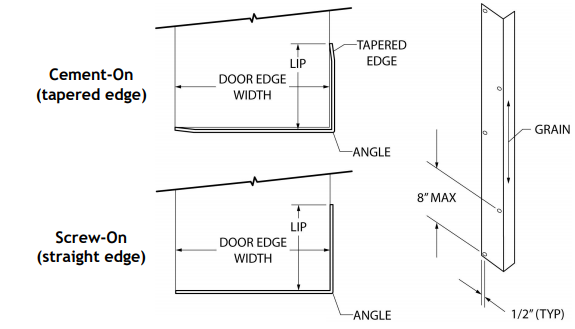 Cement-On
(tapered edge)
LIP
TAPERED
EDGE
DOOR EDGE
WIDTH
ANGLE
Screw-On
(straight edge)
LIP
DOOR EDGE
WIDTH
ANGLE
GRAIN
8” MAX
1/2” (TYP)